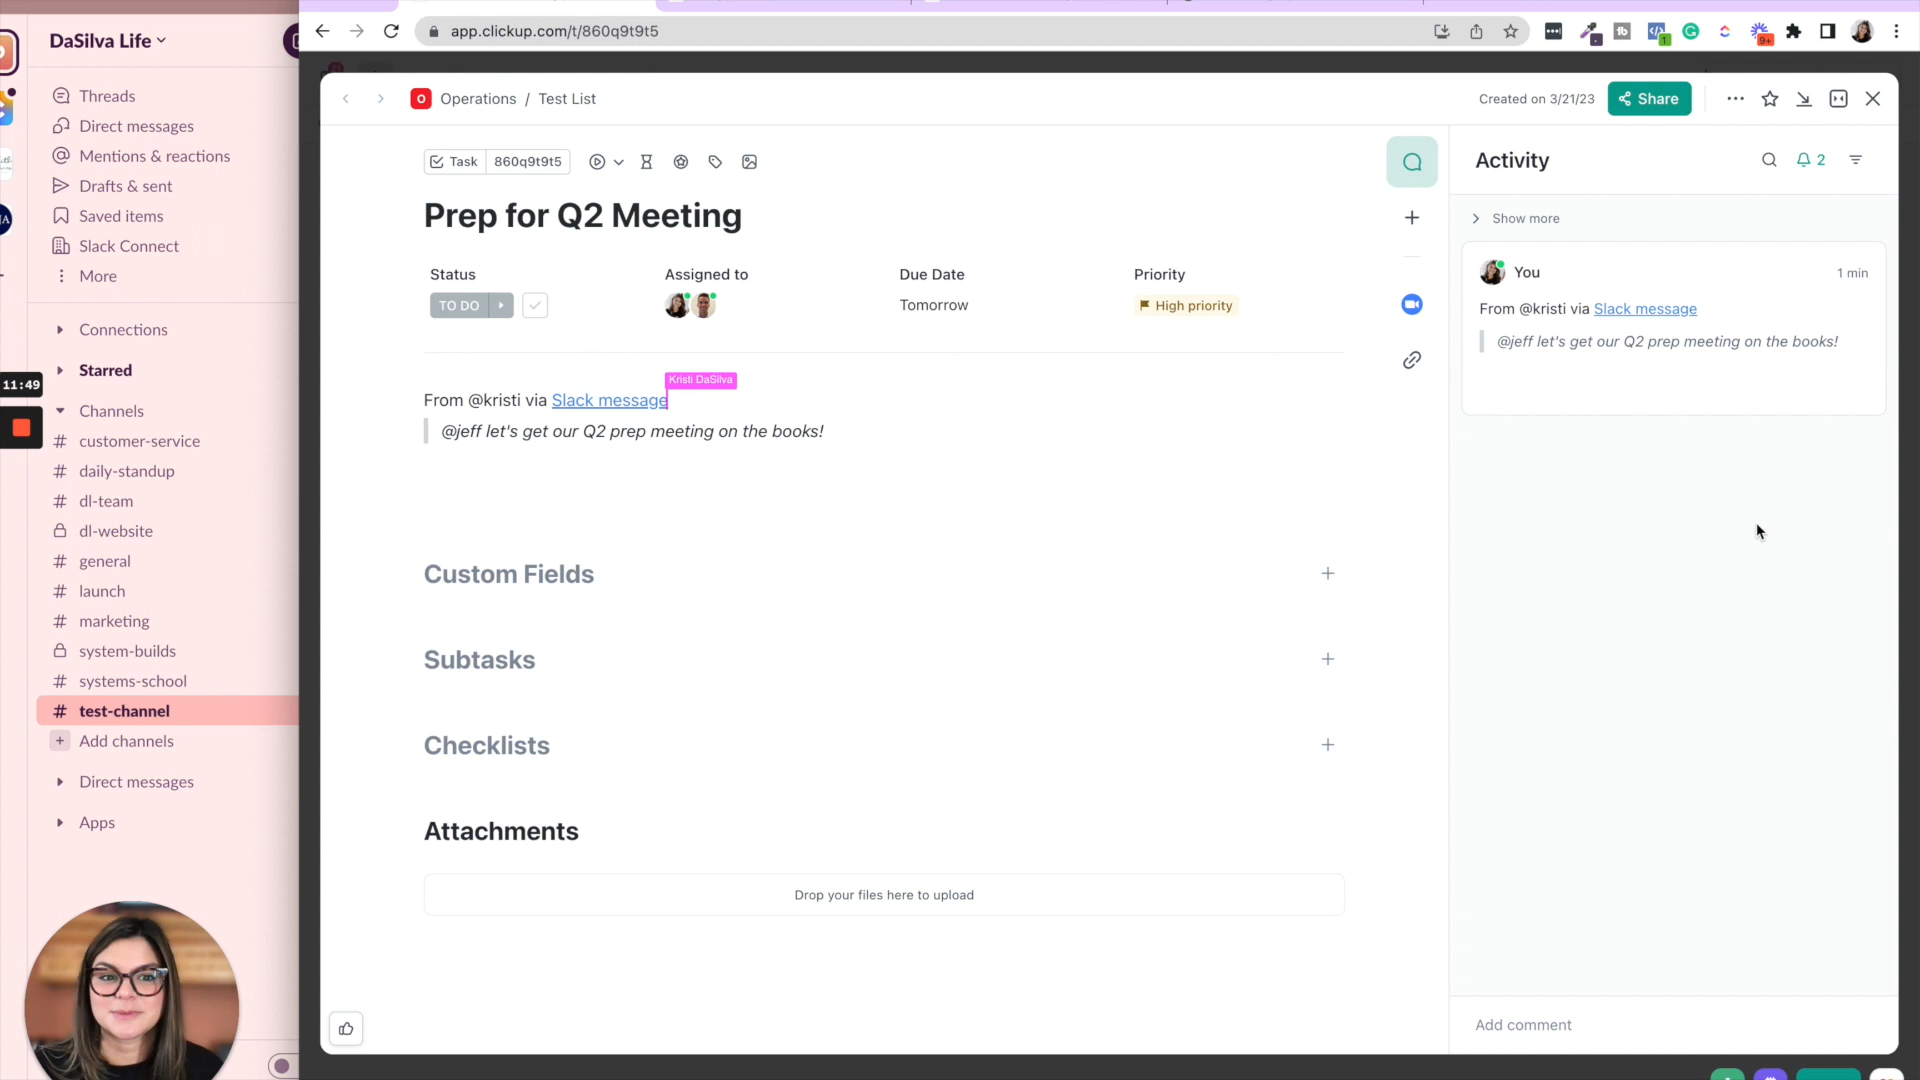 DaSilva Life
Threads
Direct messages
Mentions & reactions
Drafts & sent
Saved items
Slack Connect
More
Connections
Starred
11:49
Channels
# customer-service
# daily-standup
# dl-team
dl-website
# general
# launch
# marketing
system-builds
# systems-school
# test-channel
+ Add channels
Direct messages
Apps
app.clickup.com/t/860q9t9t5
1
9+
O Operations / Test List
Created on 3/21/23
Share
Task 860q9t9t5
Prep for Q2 Meeting
Status Assigned to Due Date Priority
TO DO Tomorrow High priority
Kristi DaSilva
From @kristi via Slack message
@jeff let's get our Q2 prep meeting on the books!
Custom Fields
Subtasks
Checklists
Attachments
Drop your files here to upload
Activity
2
Show more
You 1 min
From @kristi via Slack message
@jeff let's get our Q2 prep meeting on the books!
Add comment